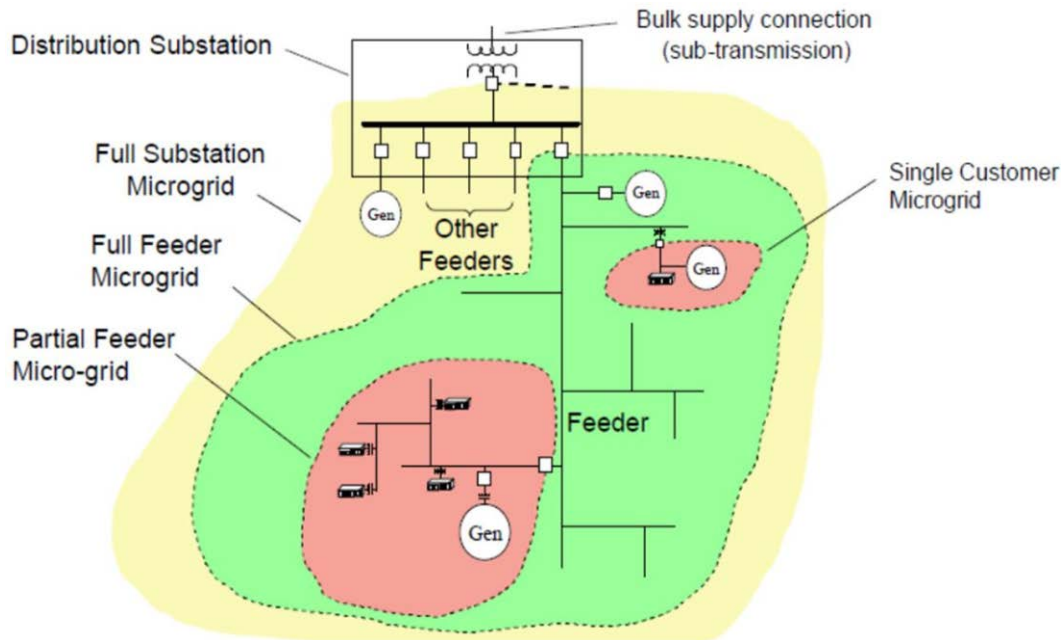 Bulk supply connection
(sub-transmission)
Distribution Substation
Full Substation
Microgrid
Single Customer
Microgrid
Gen
Gen
Other
Feeders
Full Feeder
Microgrid
Gen
Partial Feeder
Micro-grid
Feeder
Gen